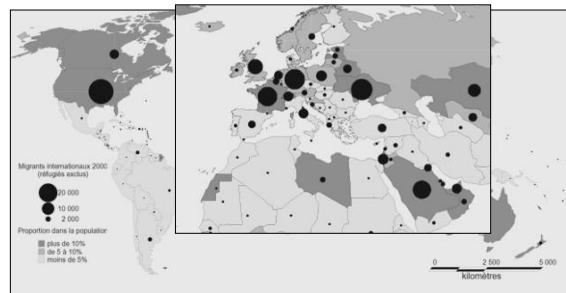 Migrants internationaux 2000
(réfugiés exclus)
20 000
10 000
2 000
Proportion dans la population
plus de 10%
de 5 à 10%
moins de 5%
0 2 500 5 000
kilomètres